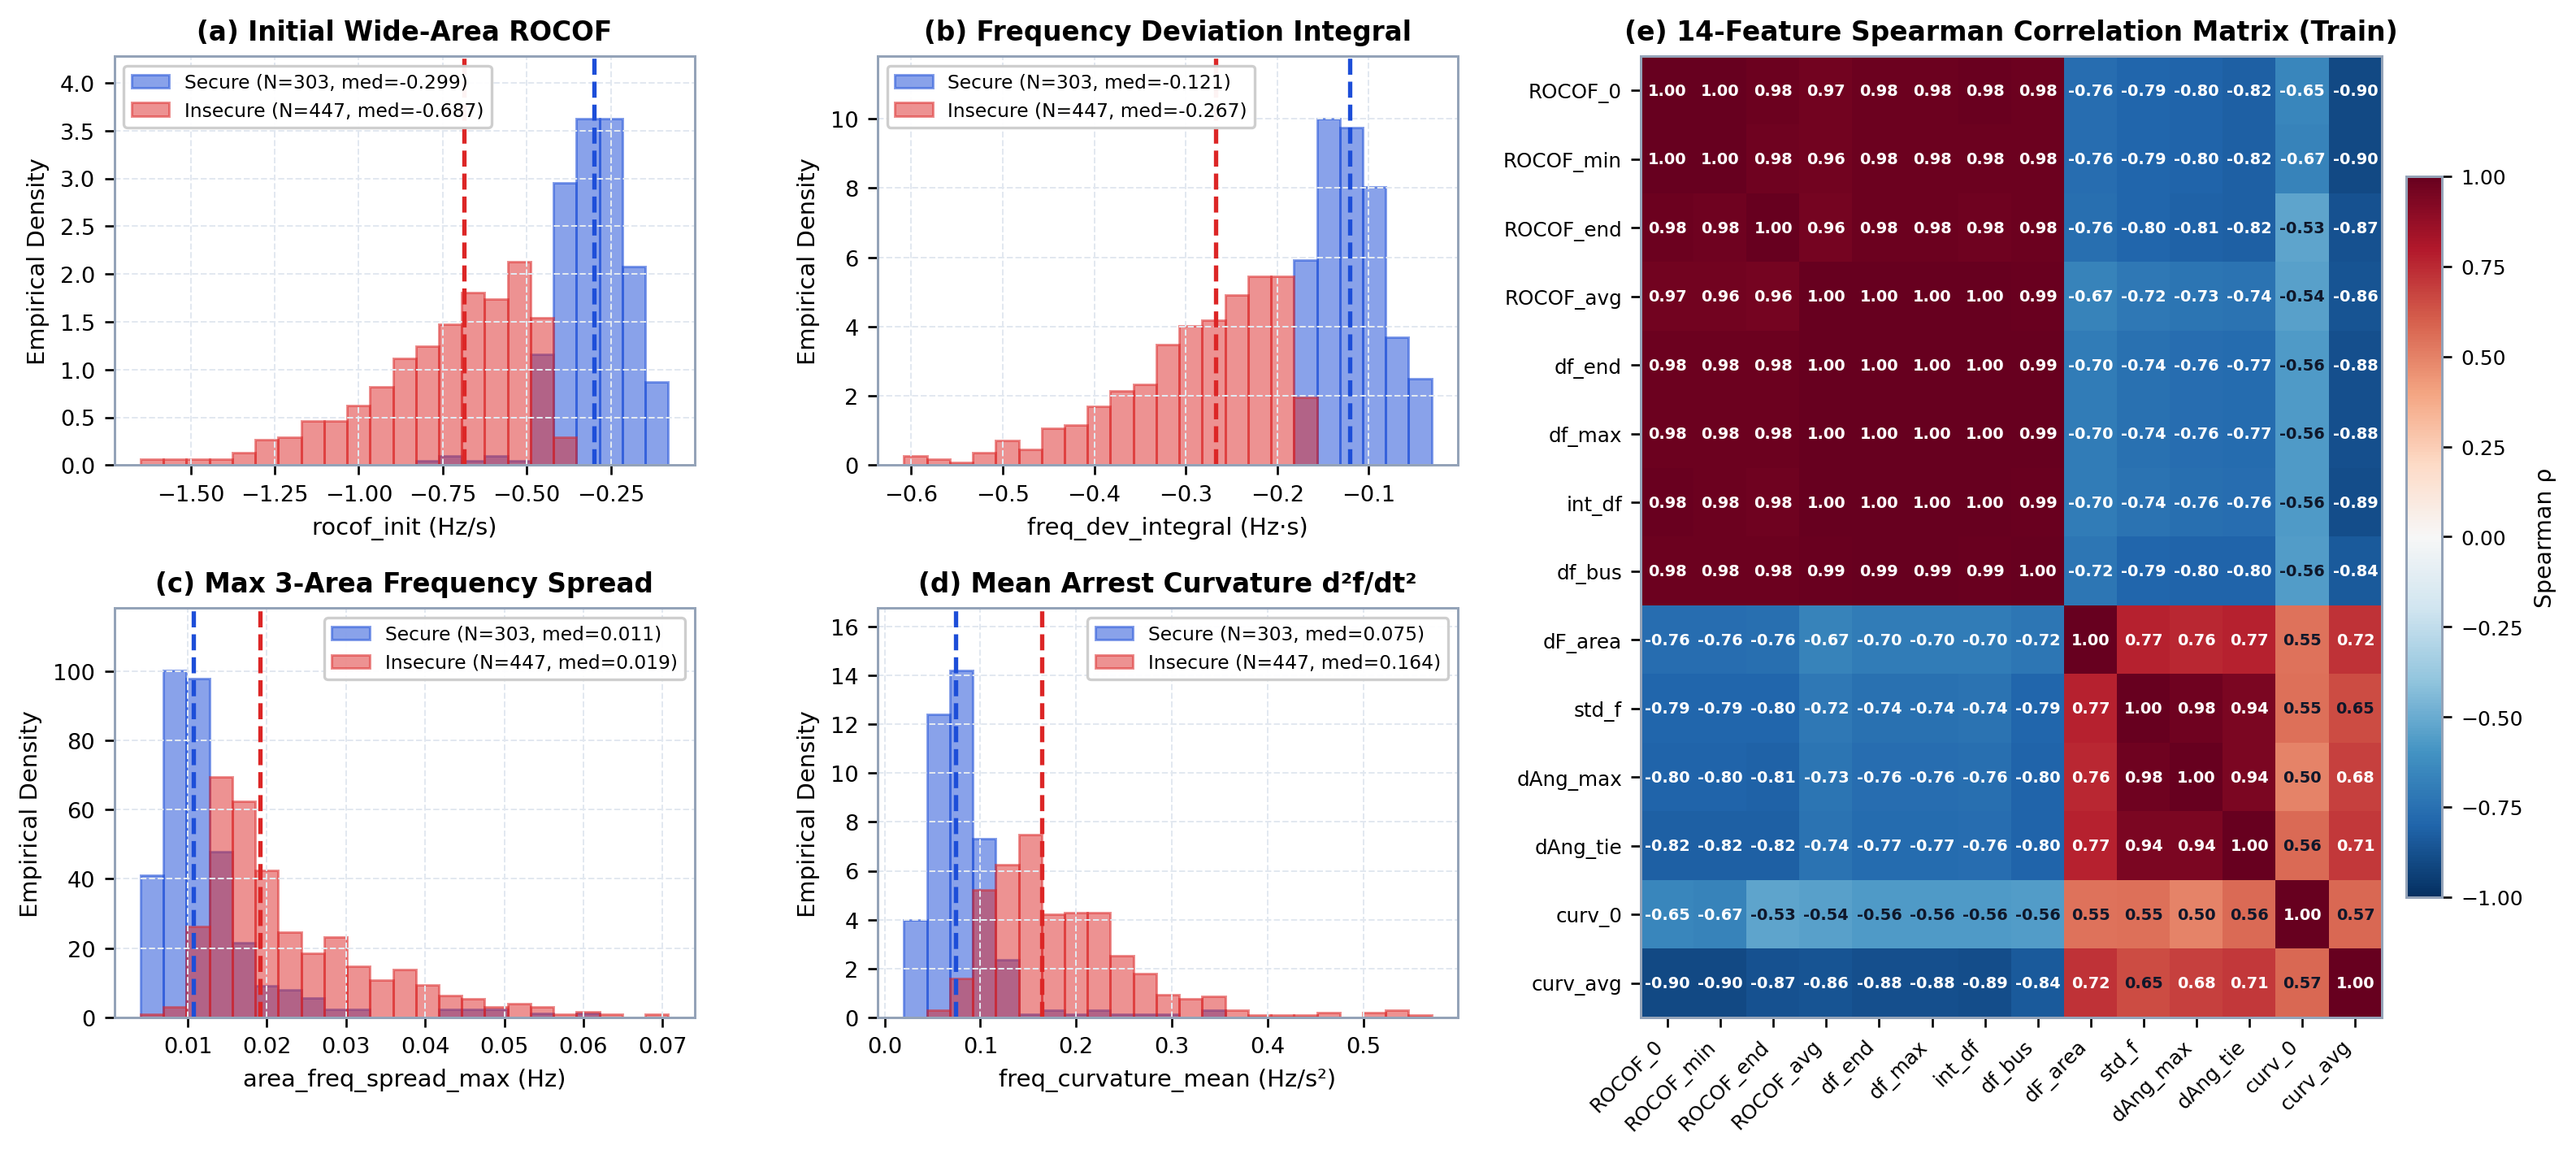 (a) Initial Wide-Area ROCOF
Secure (N=303, med=-0.299)
Insecure (N=447, med=-0.687)
Empirical Density
4.0
3.5
3.0
2.5
2.0
1.5
1.0
0.5
0.0
−1.50 −1.25 −1.00 −0.75 −0.50 −0.25
rocof_init (Hz/s)
(b) Frequency Deviation Integral
Secure (N=303, med=-0.121)
Insecure (N=447, med=-0.267)
Empirical Density
10
8
6
4
2
0
−0.6 −0.5 −0.4 −0.3 −0.2 −0.1
freq_dev_integral (Hz·s)
(c) Max 3-Area Frequency Spread
Secure (N=303, med=0.011)
Insecure (N=447, med=0.019)
Empirical Density
100
80
60
40
20
0
0.01 0.02 0.03 0.04 0.05 0.06 0.07
area_freq_spread_max (Hz)
(d) Mean Arrest Curvature d²f/dt²
Secure (N=303, med=0.075)
Insecure (N=447, med=0.164)
Empirical Density
16
14
12
10
8
6
4
2
0
0.0 0.1 0.2 0.3 0.4 0.5
freq_curvature_mean (Hz/s²)
(e) 14-Feature Spearman Correlation Matrix (Train)
ROCOF_0 1.00 1.00 0.98 0.97 0.98 0.98 0.98 0.98 -0.76 -0.79 -0.80 -0.82 -0.65 -0.90
ROCOF_min 1.00 1.00 0.98 0.96 0.98 0.98 0.98 0.98 -0.76 -0.79 -0.80 -0.82 -0.67 -0.90
ROCOF_end 0.98 0.98 1.00 0.96 0.98 0.98 0.98 0.98 -0.76 -0.80 -0.81 -0.82 -0.53 -0.87
ROCOF_avg 0.97 0.96 0.96 1.00 1.00 1.00 1.00 0.99 -0.67 -0.72 -0.73 -0.74 -0.54 -0.86
df_end 0.98 0.98 0.98 1.00 1.00 1.00 1.00 0.99 -0.70 -0.74 -0.76 -0.77 -0.56 -0.88
df_max 0.98 0.98 0.98 1.00 1.00 1.00 1.00 0.99 -0.70 -0.74 -0.76 -0.77 -0.56 -0.88
int_df 0.98 0.98 0.98 1.00 1.00 1.00 1.00 0.99 -0.70 -0.74 -0.76 -0.76 -0.56 -0.89
df_bus 0.98 0.98 0.98 0.99 0.99 0.99 0.99 1.00 -0.72 -0.79 -0.80 -0.80 -0.56 -0.84
dF_area -0.76 -0.76 -0.76 -0.67 -0.70 -0.70 -0.70 -0.72 1.00 0.77 0.76 0.77 0.55 0.72
std_f -0.79 -0.79 -0.80 -0.72 -0.74 -0.74 -0.74 -0.79 0.77 1.00 0.98 0.94 0.55 0.65
dAng_max -0.80 -0.80 -0.81 -0.73 -0.76 -0.76 -0.76 -0.80 0.76 0.98 1.00 0.94 0.50 0.68
dAng_tie -0.82 -0.82 -0.82 -0.74 -0.77 -0.77 -0.76 -0.80 0.77 0.94 0.94 1.00 0.56 0.71
curv_0 -0.65 -0.67 -0.53 -0.54 -0.56 -0.56 -0.56 -0.56 0.55 0.55 0.50 0.56 1.00 0.57
curv_avg -0.90 -0.90 -0.87 -0.86 -0.88 -0.88 -0.89 -0.84 0.72 0.65 0.68 0.71 0.57 1.00
ROCOF_0 ROCOF_min ROCOF_end ROCOF_avg df_end df_max int_df df_bus dF_area std_f dAng_max dAng_tie curv_0 curv_avg
1.00
0.75
0.50
0.25
0.00
−0.25
−0.50
−0.75
−1.00
Spearman ρ